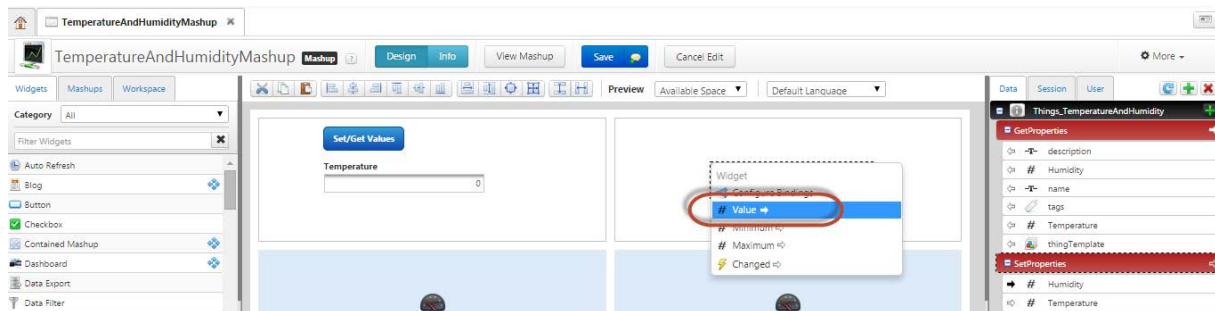 TemperatureAndHumidityMashup
TemperatureAndHumidityMashup Mashup ? Design Info View Mashup Save Cancel Edit More
Widgets Mashups Workspace
Preview Available Space Default Language
Data Session User
Category All
Filter Widgets
Auto Refresh
Blog
Button
Checkbox
Contained Mashup
Dashboard
Data Export
Data Filter
Set/Get Values
Temperature
0
Widget
Configure Bindings
# Value
# Minimum
# Maximum
Changed
Things_TemperatureAndHumidity
GetProperties
-T- description
# Humidity
-T- name
tags
# Temperature
thingTemplate
SetProperties
# Humidity
# Temperature